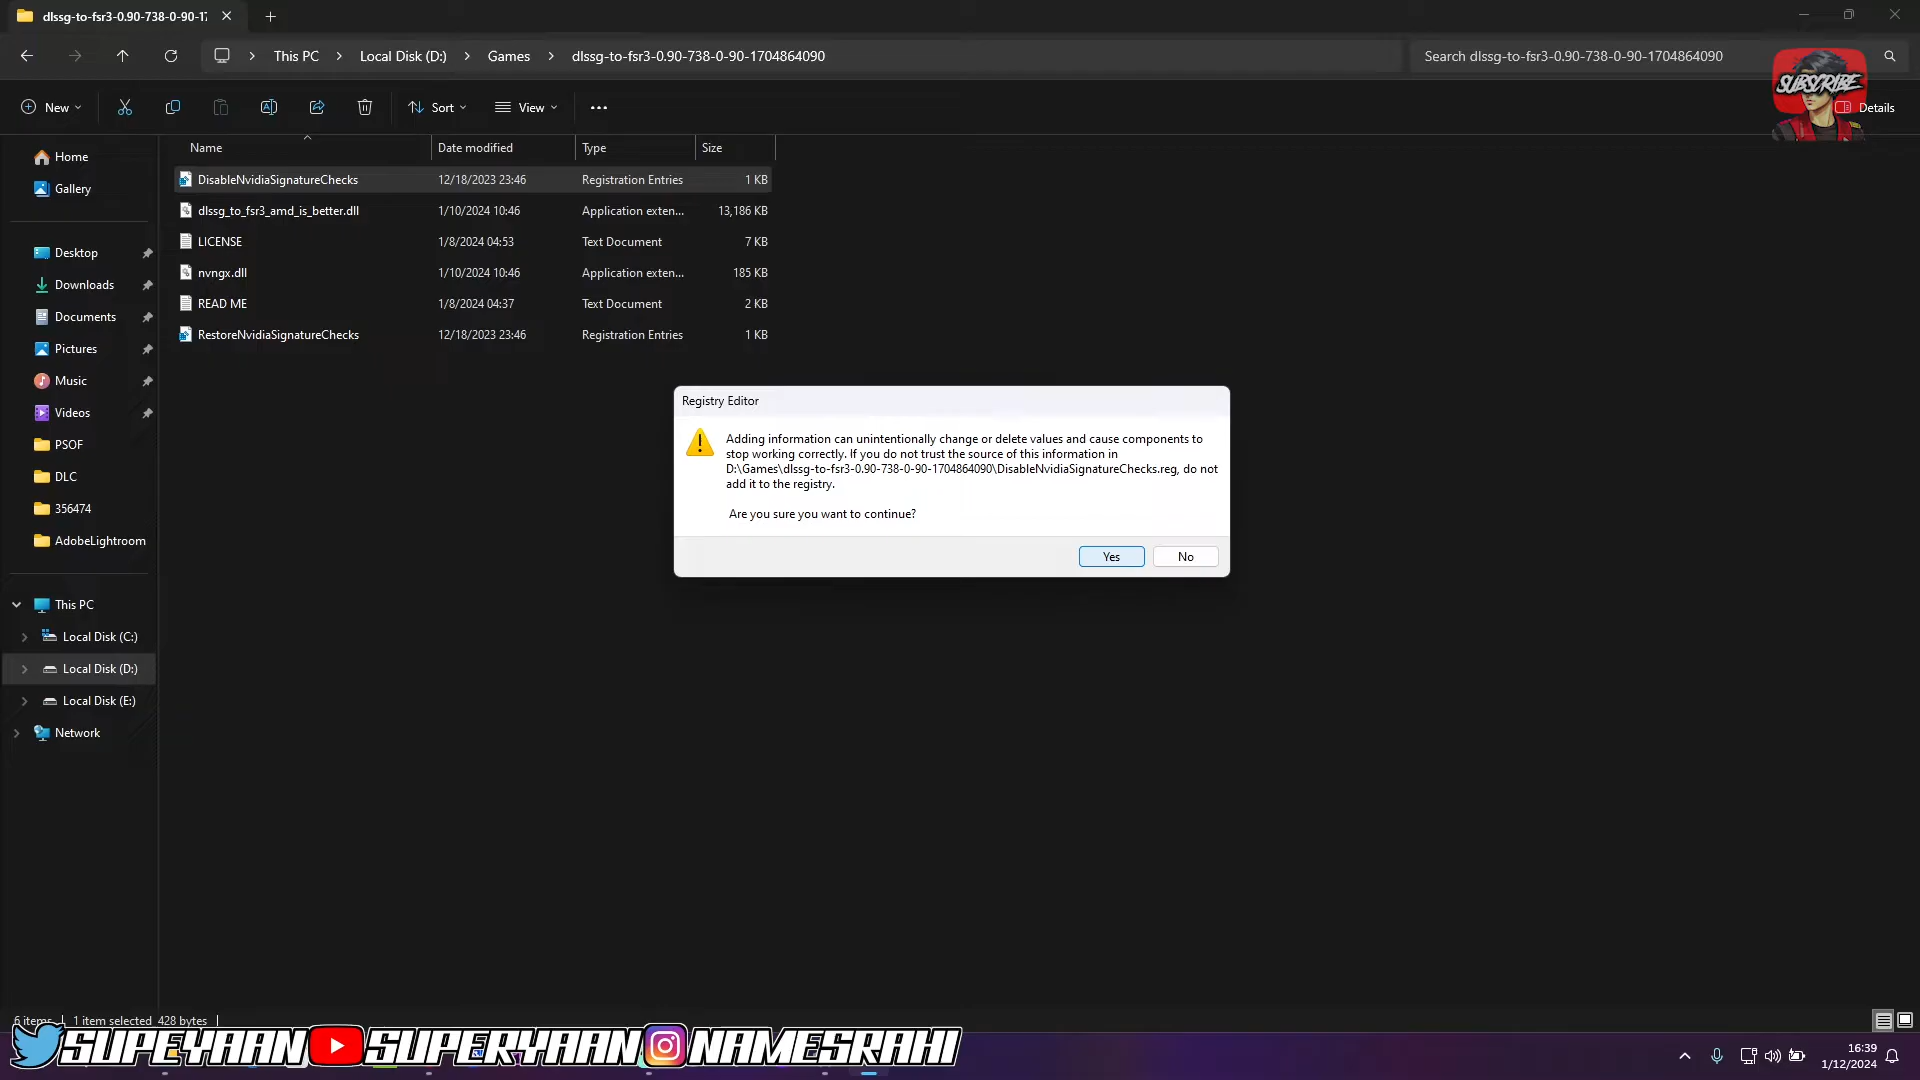 dlssg-to-fsr3-0.90-738-0-90-17
This PC
Local Disk (D:)
Games
dlssg-to-fsr3-0.90-738-0-90-1704864090
Search dlssg-to-fsr3-0.90-738-0-90-1704864090
SUBSCRIBE
New
Sort
View
Details
Name
Date modified
Type
Size
Home
Gallery
Desktop
Downloads
Documents
Pictures
Music
Videos
PSOF
DLC
356474
AdobeLightroom
This PC
Local Disk (C:)
Local Disk (D:)
Local Disk (E:)
Network
DisableNvidiaSignatureChecks 12/18/2023 23:46 Registration Entries 1 KB
dlssg_to_fsr3_amd_is_better.dll 1/10/2024 10:46 Application exten... 13,186 KB
LICENSE 1/8/2024 04:53 Text Document 7 KB
nvngx.dll 1/10/2024 10:46 Application exten... 185 KB
READ ME 1/8/2024 04:37 Text Document 2 KB
RestoreNvidiaSignatureChecks 12/18/2023 23:46 Registration Entries 1 KB
Registry Editor
Adding information can unintentionally change or delete values and cause components to
stop working correctly. If you do not trust the source of this information in
D:\Games\dlssg-to-fsr3-0.90-738-0-90-1704864090\DisableNvidiaSignatureChecks.reg, do not
add it to the registry.
Are you sure you want to continue?
Yes
No
6 items
1 item selected 428 bytes
SUPEYAAN
SUPERYAAN
NAMESRAHI
16:39
1/12/2024